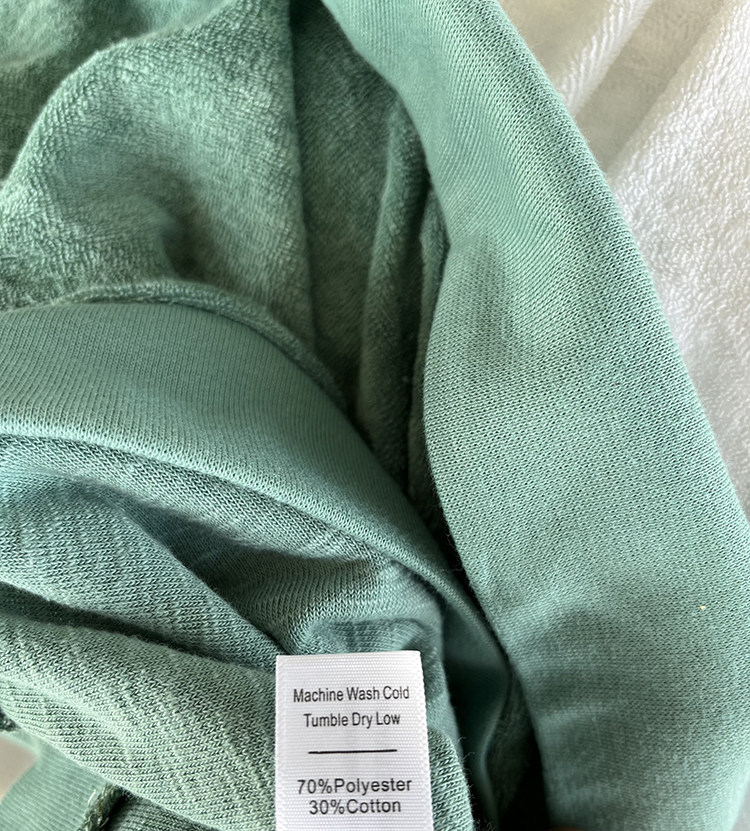 Machine Wash Cold
Tumble Dry Low
70%Polyester
30%Cotton